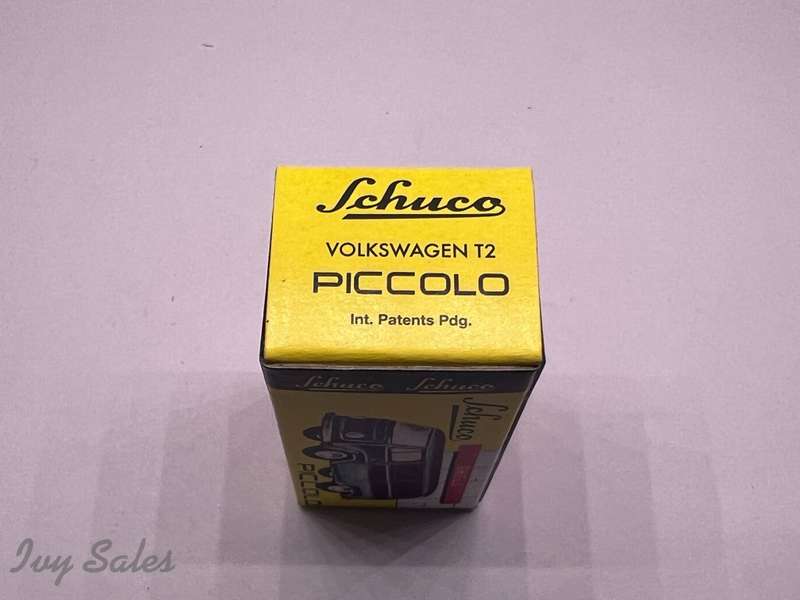 Schuco
VOLKSWAGEN T2
PICCOLO
Int. Patents Pdg.
Schuco Schuco
Schuco
PICCOLO
Ivy Sales